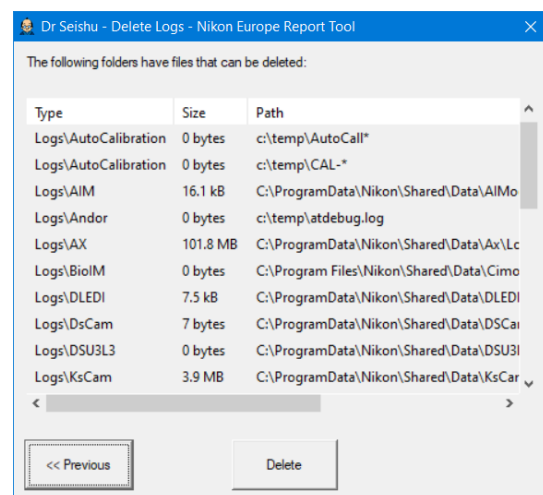 Dr Seishu - Delete Logs - Nikon Europe Report Tool
The following folders have files that can be deleted:
Type Size Path
Logs\AutoCalibration 0 bytes c:\temp\AutoCall*
Logs\AutoCalibration 0 bytes c:\temp\CAL-*
Logs\AIM 16.1 kB C:\ProgramData\Nikon\Shared\Data\AIMo
Logs\Andor 0 bytes c:\temp\atdebug.log
Logs\AX 101.8 MB C:\ProgramData\Nikon\Shared\Data\Ax\Lc
Logs\BioIM 0 bytes C:\Program Files\Nikon\Shared\Data\Cimo
Logs\DLEDI 7.5 kB C:\ProgramData\Nikon\Shared\Data\DLEDI
Logs\DsCam 7 bytes C:\ProgramData\Nikon\Shared\Data\DSCai
Logs\DSU3L3 0 bytes C:\ProgramData\Nikon\Shared\Data\DSU3l
Logs\KsCam 3.9 MB C:\ProgramData\Nikon\Shared\Data\KsCar
<< Previous Delete